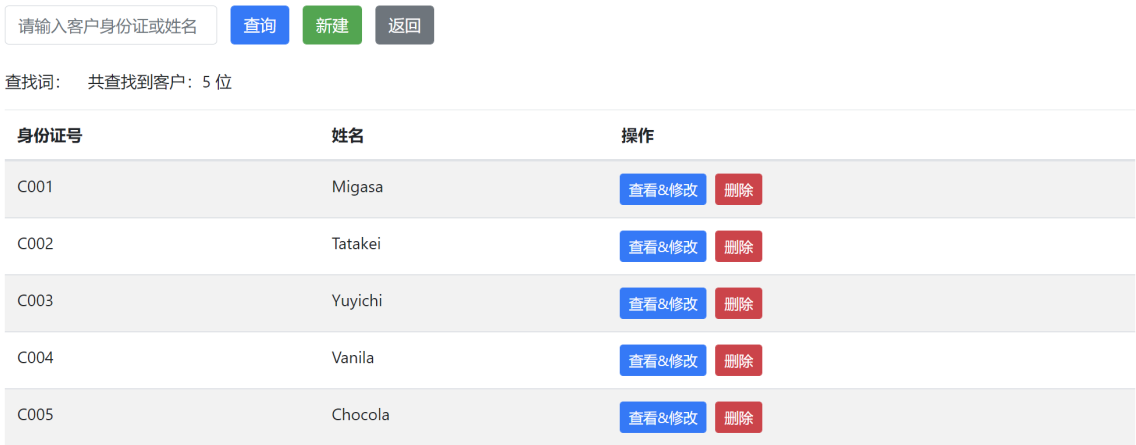 请输入客户身份证或姓名 查询 新建 返回
查找词： 共查找到客户：5 位
身份证号 姓名 操作
C001 Migasa 查看&修改 删除
C002 Tatakei 查看&修改 删除
C003 Yuyichi 查看&修改 删除
C004 Vanila 查看&修改 删除
C005 Chocola 查看&修改 删除